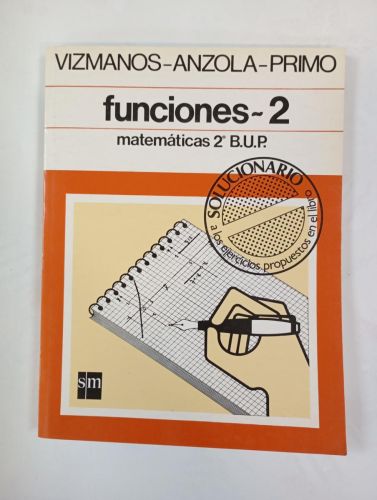 VIZMANOS-ANZOLA-PRIMO
funciones~2
matemáticas 2º B.U.P.
SOLUCIONARIO
a los ejercicios propuestos en el libro
sm